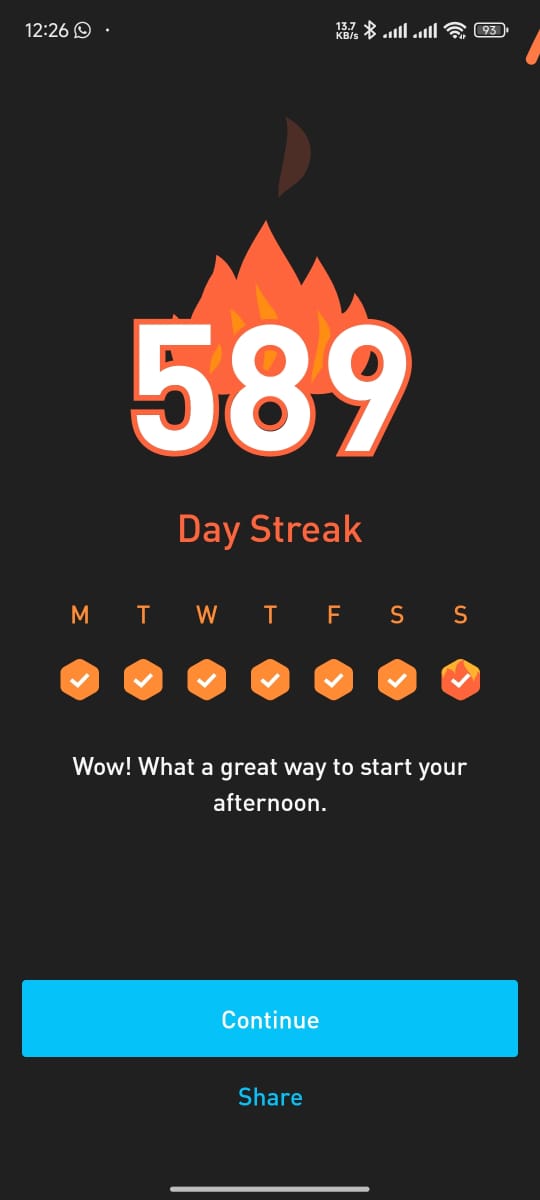 12:26
13.7
KB/s
93
589
Day Streak
M T W T F S S
Wow! What a great way to start your
afternoon.
Continue
Share